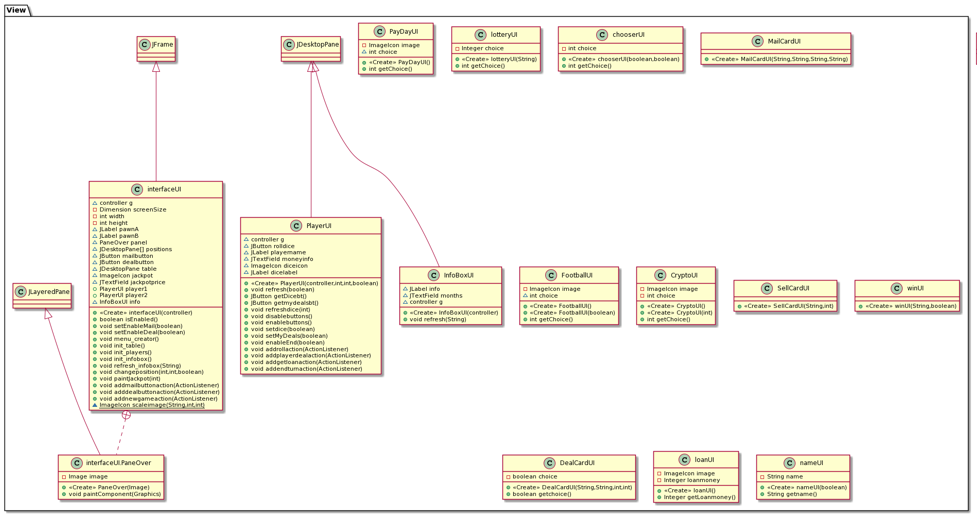 View
C JFrame
C JDesktopPane
C PayDayUI
ImageIcon image
int choice
«Create» PayDayUI()
int getChoice()
C lotteryUI
Integer choice
«Create» lotteryUI(String)
int getChoice()
C chooserUI
int choice
«Create» chooserUI(boolean,boolean)
int getChoice()
C MailCardUI
«Create» MailCardUI(String,String,String,String)
C interfaceUI
controller g
Dimension screenSize
int width
int height
JLabel pawnA
JLabel pawnB
PaneOver panel
JDesktopPane[] positions
JButton mailbutton
JButton dealbutton
JDesktopPane table
ImageIcon jackpot
JTextField jackpotprice
PlayerUI player1
PlayerUI player2
InfoBoxUI info
«Create» interfaceUI(controller)
boolean isEnabled()
void setEnableMail(boolean)
void setEnableDeal(boolean)
void menu_creator()
void init_table()
void init_players()
void init_infobox()
void refresh_infobox(String)
void changeposition(int,int,boolean)
void paintJackpot(int)
void addmailbuttonaction(ActionListener)
void adddealbuttonaction(ActionListener)
void addnewgameaction(ActionListener)
ImageIcon scaleimage(String,int,int)
C PlayerUI
controller g
JButton rolldice
JLabel playername
JTextField moneyinfo
ImageIcon diceicon
JLabel dicelabel
«Create» PlayerUI(controller,int,int,boolean)
void refresh(boolean)
JButton getDicebt()
JButton getmydealsbt()
void refreshdice(int)
void disablebuttons()
void enablebuttons()
void setdice(boolean)
void setMyDeals(boolean)
void enableEnd(boolean)
void addrollaction(ActionListener)
void addplayerdealaction(ActionListener)
void addgetloanaction(ActionListener)
void addendturnaction(ActionListener)
C JLayeredPane
C InfoBoxUI
JLabel info
JTextField months
controller g
«Create» InfoBoxUI(controller)
void refresh(String)
C FootballUI
ImageIcon image
int choice
«Create» FootballUI()
«Create» FootballUI(boolean)
int getChoice()
C CryptoUI
ImageIcon image
int choice
«Create» CryptoUI()
«Create» CryptoUI(int)
int getChoice()
C SellCardUI
«Create» SellCardUI(String,int)
C winUI
«Create» winUI(String,boolean)
C interfaceUI.PaneOver
Image image
«Create» PaneOver(Image)
void paintComponent(Graphics)
C DealCardUI
boolean choice
«Create» DealCardUI(String,String,int,int)
boolean getchoice()
C loanUI
ImageIcon image
Integer loanmoney
«Create» loanUI()
Integer getLoanmoney()
C nameUI
String name
«Create» nameUI(boolean)
String getname()